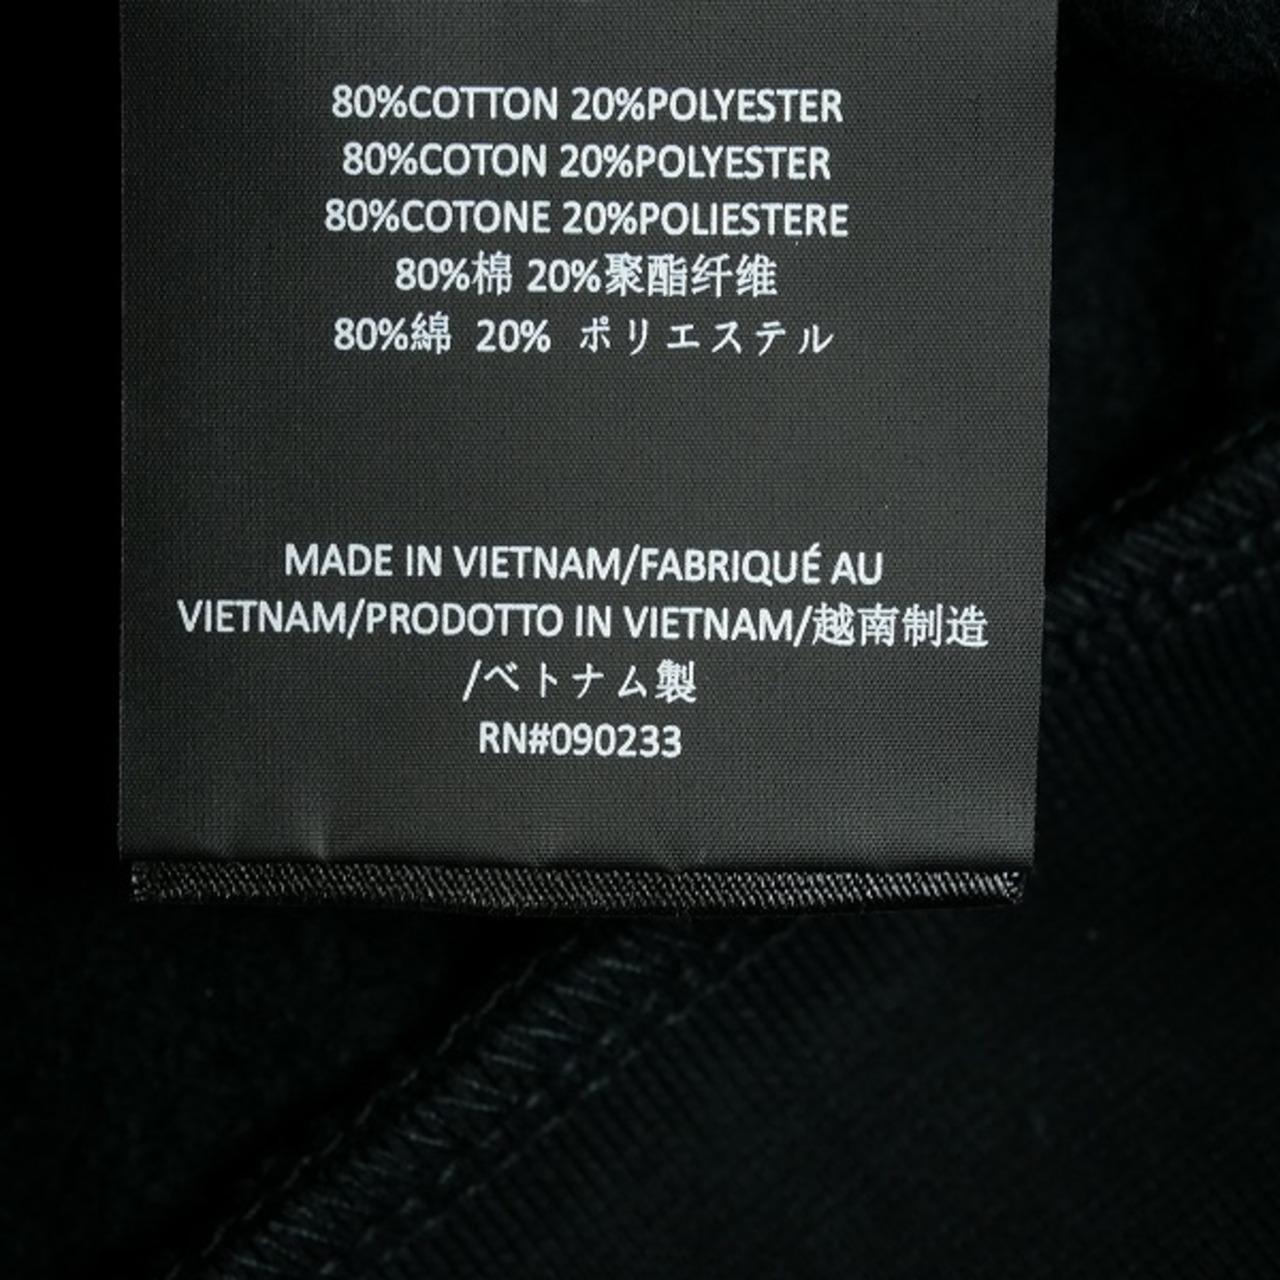 80%COTTON 20%POLYESTER
80%COTON 20%POLYESTER
80%COTONE 20%POLIESTERE
80%棉 20%聚酯纤维
80%綿 20% ポリエステル
MADE IN VIETNAM/FABRIQUÉ AU
VIETNAM/PRODOTTO IN VIETNAM/越南制造
/ベトナム製
RN#090233